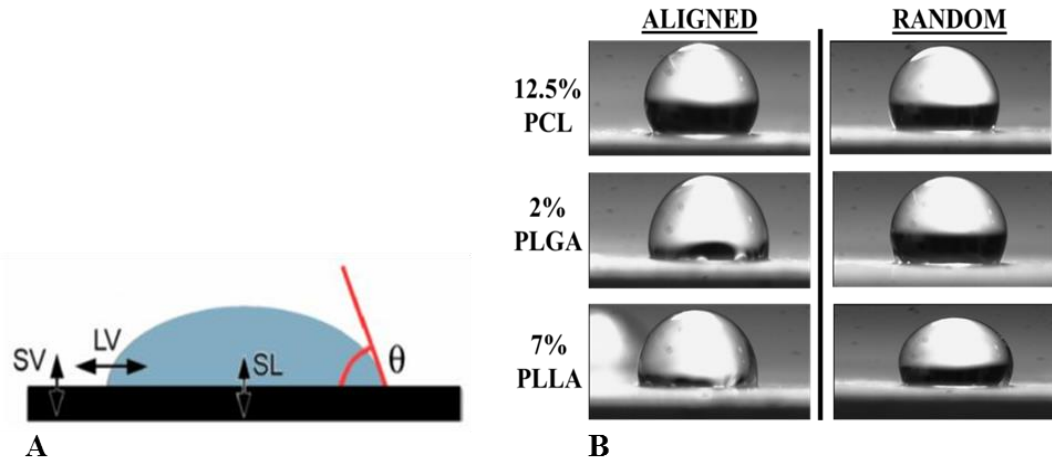 SV
LV
SL
θ
A
ALIGNED
RANDOM
12.5%
PCL
2%
PLGA
7%
PLLA
B